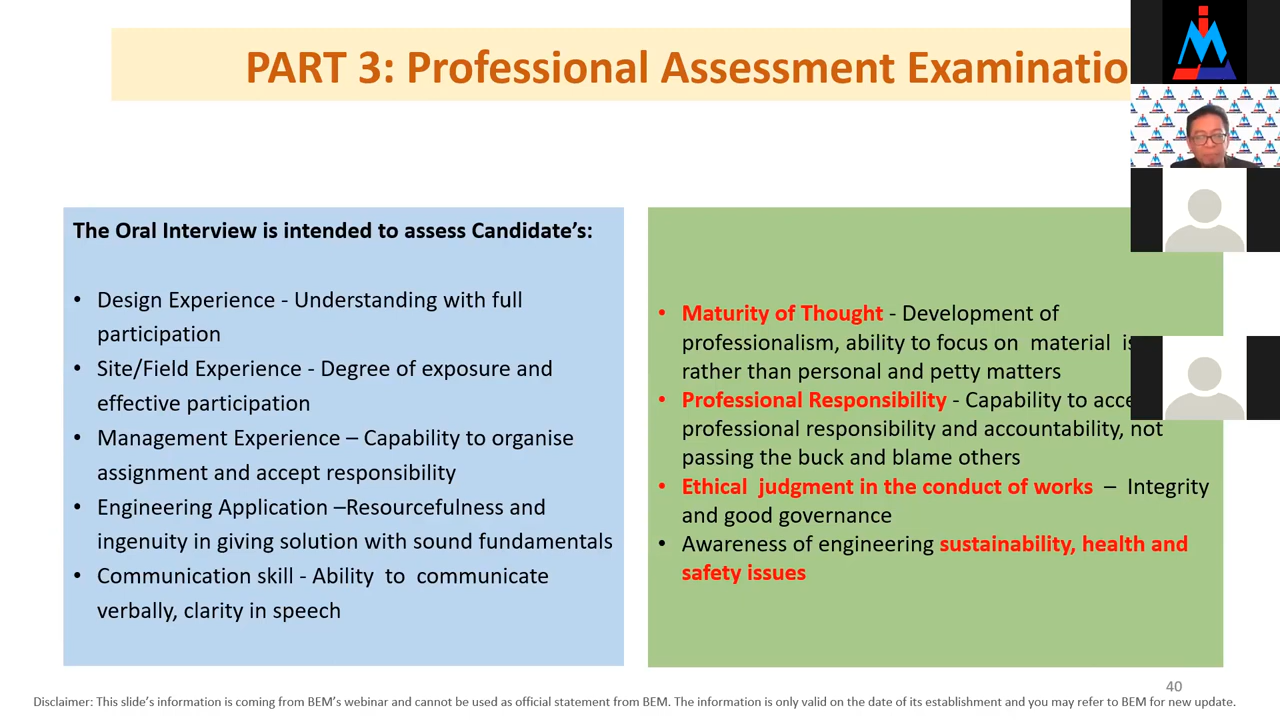 PART 3: Professional Assessment Examinatio
The Oral Interview is intended to assess Candidate's:
• Design Experience - Understanding with full
participation
• Site/Field Experience - Degree of exposure and
effective participation
• Management Experience – Capability to organise
assignment and accept responsibility
• Engineering Application –Resourcefulness and
ingenuity in giving solution with sound fundamentals
• Communication skill - Ability to communicate
verbally, clarity in speech
• Maturity of Thought - Development of
professionalism, ability to focus on material
rather than personal and petty matters
• Professional Responsibility - Capability to
professional responsibility and accountability, not
passing the buck and blame others
• Ethical judgment in the conduct of works – Integrity
and good governance
• Awareness of engineering sustainability, health and
safety issues
40
Disclaimer: This slide's information is coming from BEM's webinar and cannot be used as official statement from BEM. The information is only valid on the date of its establishment and you may refer to BEM for new update.